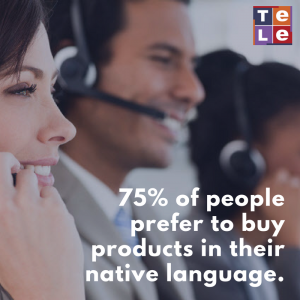 Te
Le
75% of people
prefer to buy
products in their
native language.